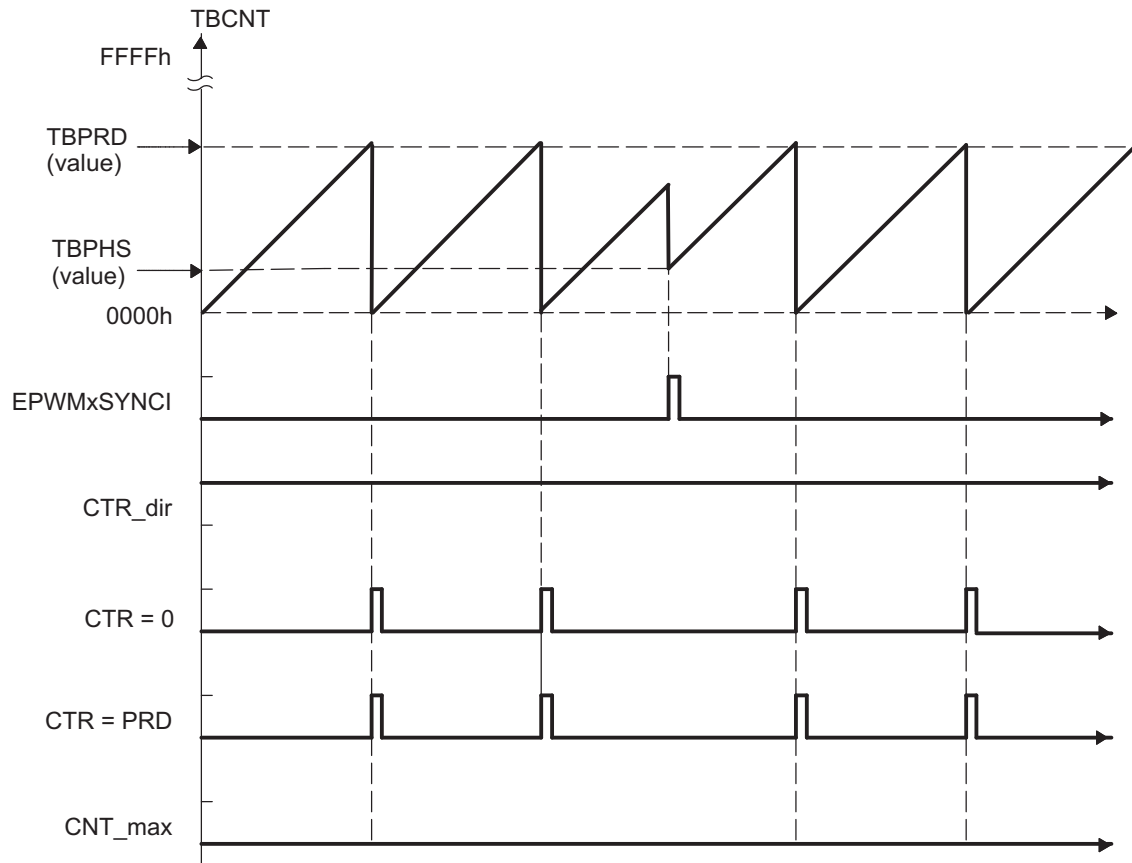 TBCNT
FFFFh
TBPRD
(value)
TBPHS
(value)
0000h
EPWMxSYNCI
CTR_dir
CTR = 0
CTR = PRD
CNT_max